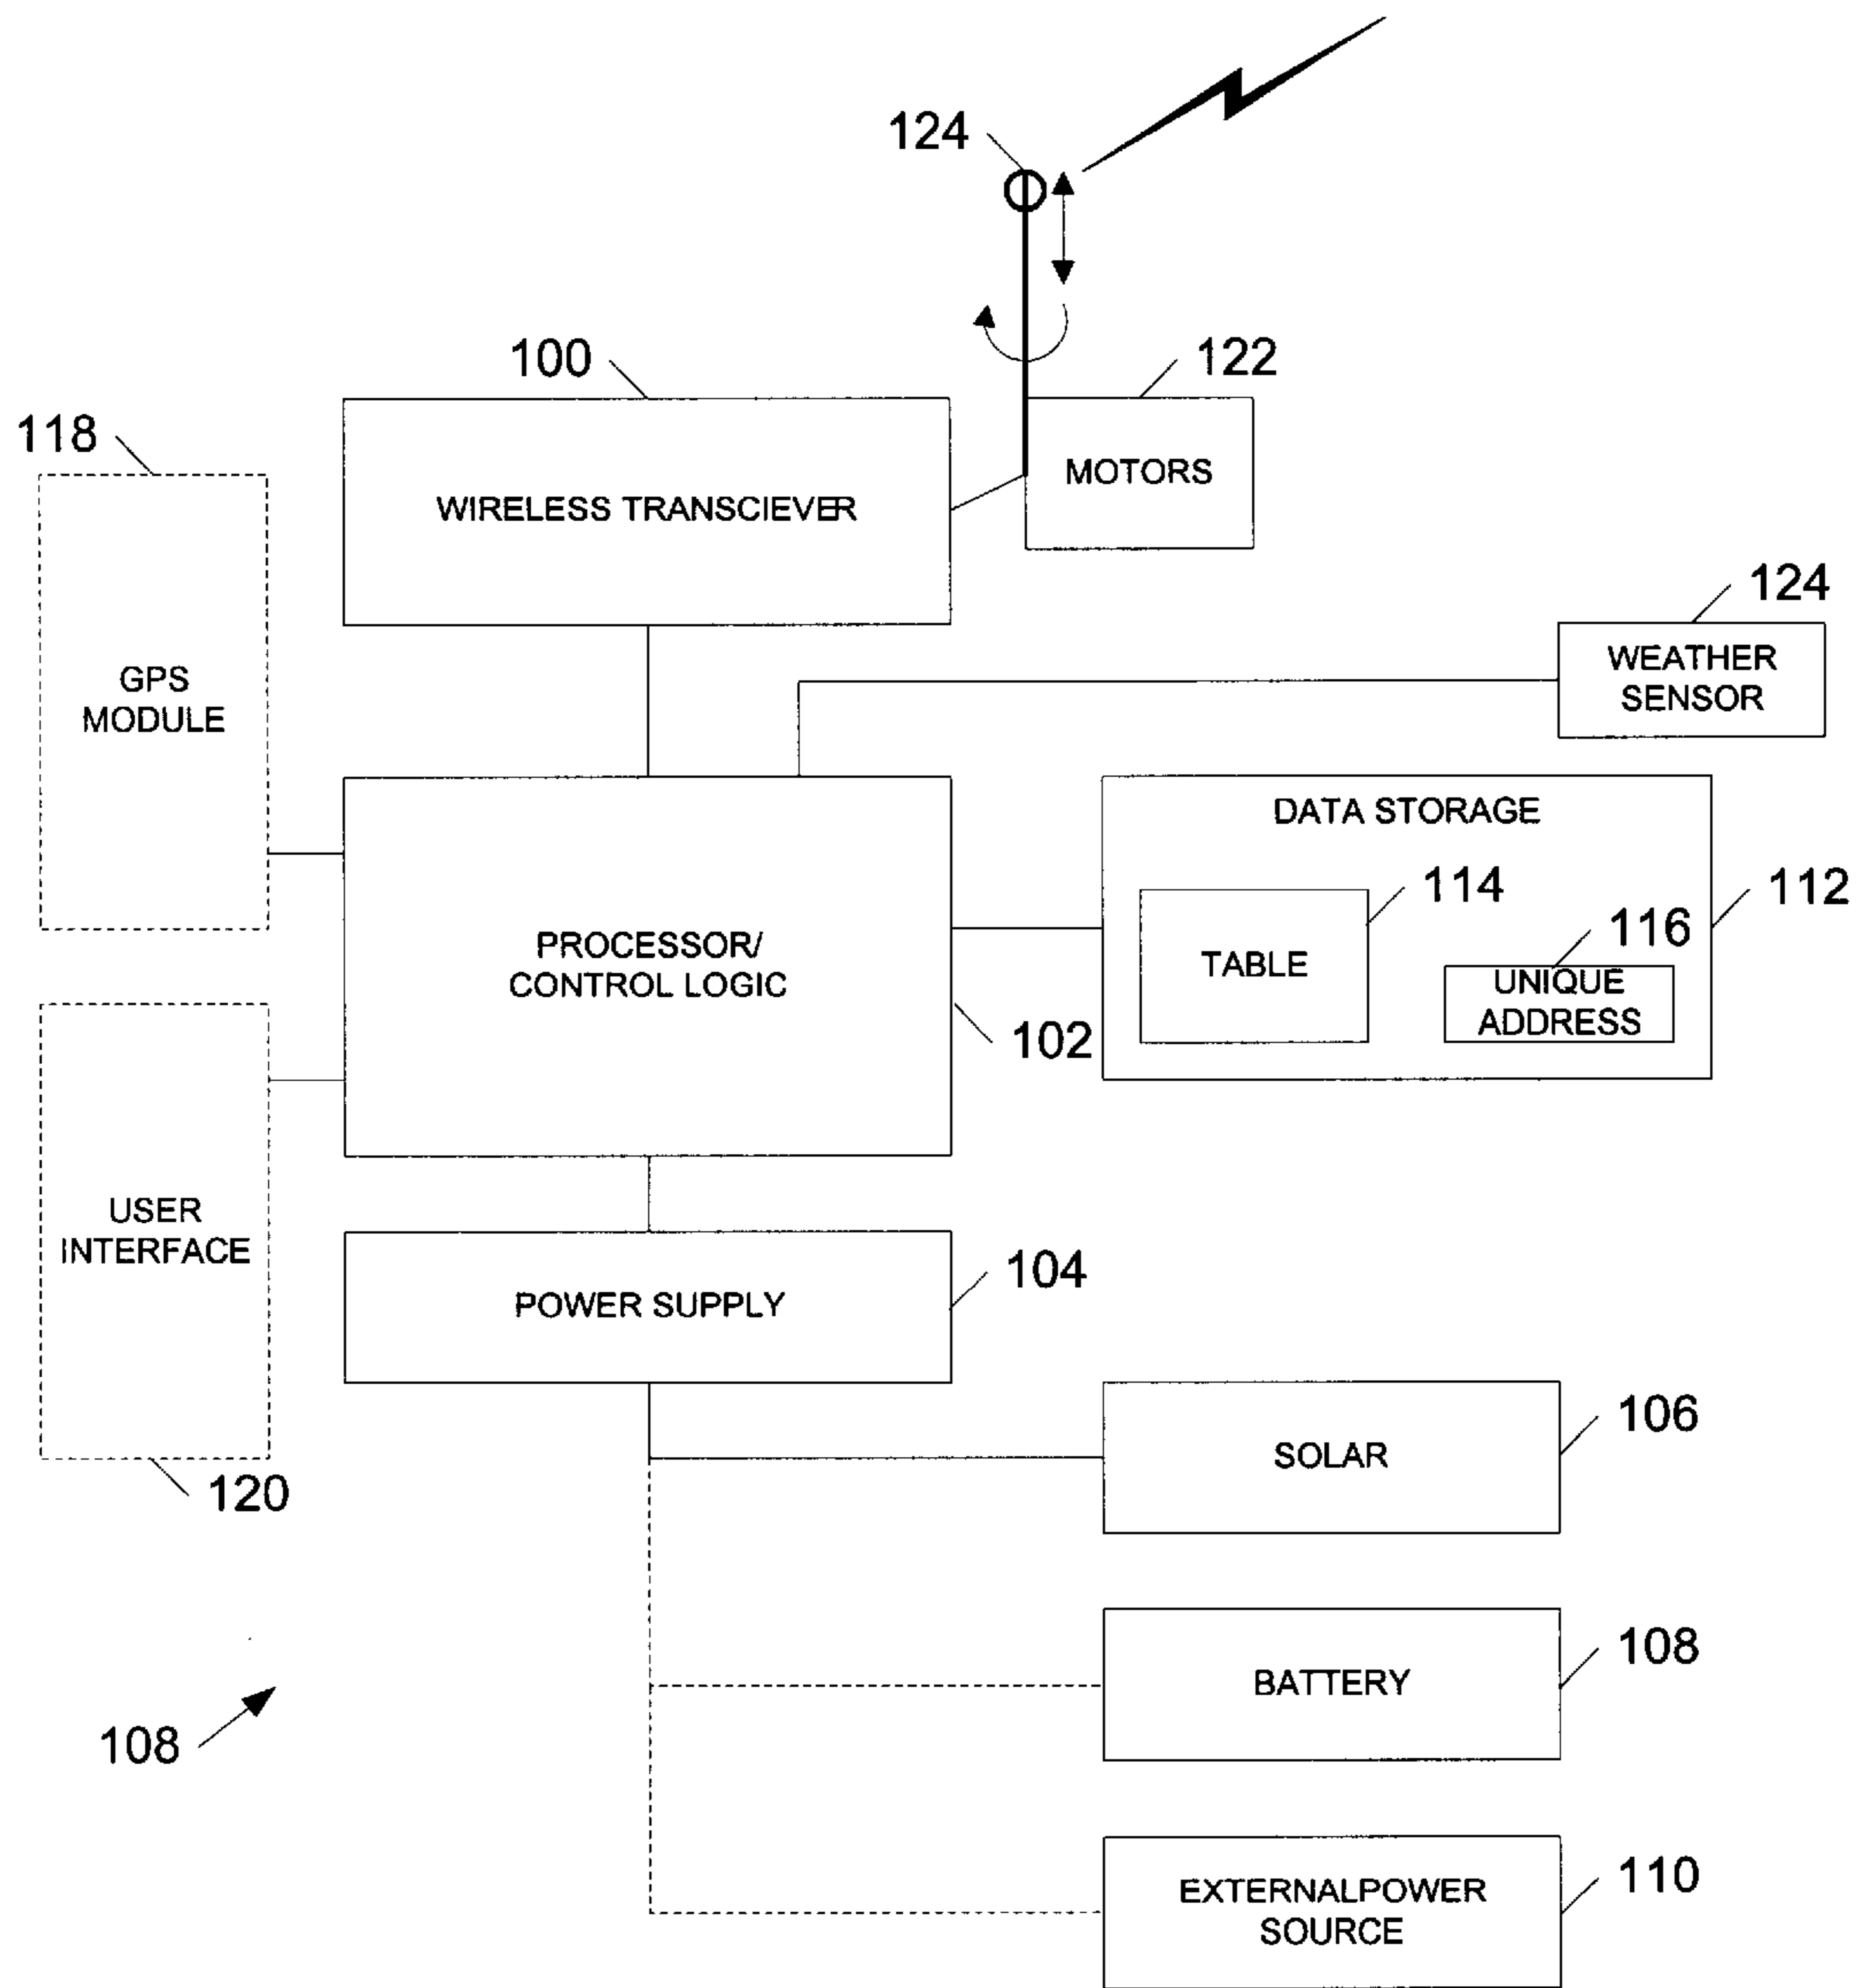 124
100
122
118
MOTORS
WIRELESS TRANSCIEVER
124
WEATHER
SENSOR
GPS
MODULE
DATA STORAGE
114
112
116
PROCESSOR/
CONTROL LOGIC
TABLE
UNIQUE
ADDRESS
102
USER
INTERFACE
104
POWER SUPPLY
106
SOLAR
120
108
BATTERY
108
110
EXTERNALPOWER
SOURCE